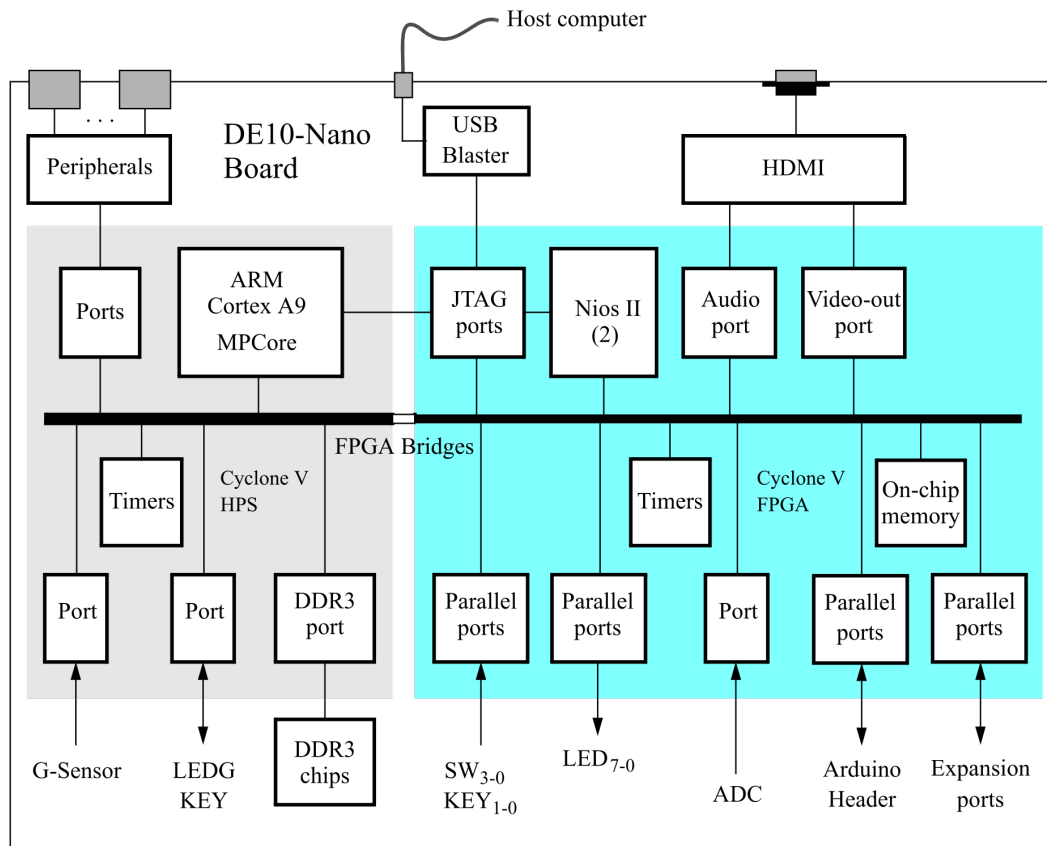 Host computer
DE10-Nano
Board
. . .
Peripherals
USB
Blaster
HDMI
Ports
ARM
Cortex A9
MPCore
JTAG
ports
Nios II
(2)
Audio
port
Video-out
port
FPGA Bridges
Timers
Cyclone V
HPS
Timers
Cyclone V
FPGA
On-chip
memory
Port
Port
DDR3
port
Parallel
ports
Parallel
ports
Port
Parallel
ports
Parallel
ports
G-Sensor
LEDG
KEY
DDR3
chips
SW3-0
KEY1-0
LED7-0
ADC
Arduino
Header
Expansion
ports